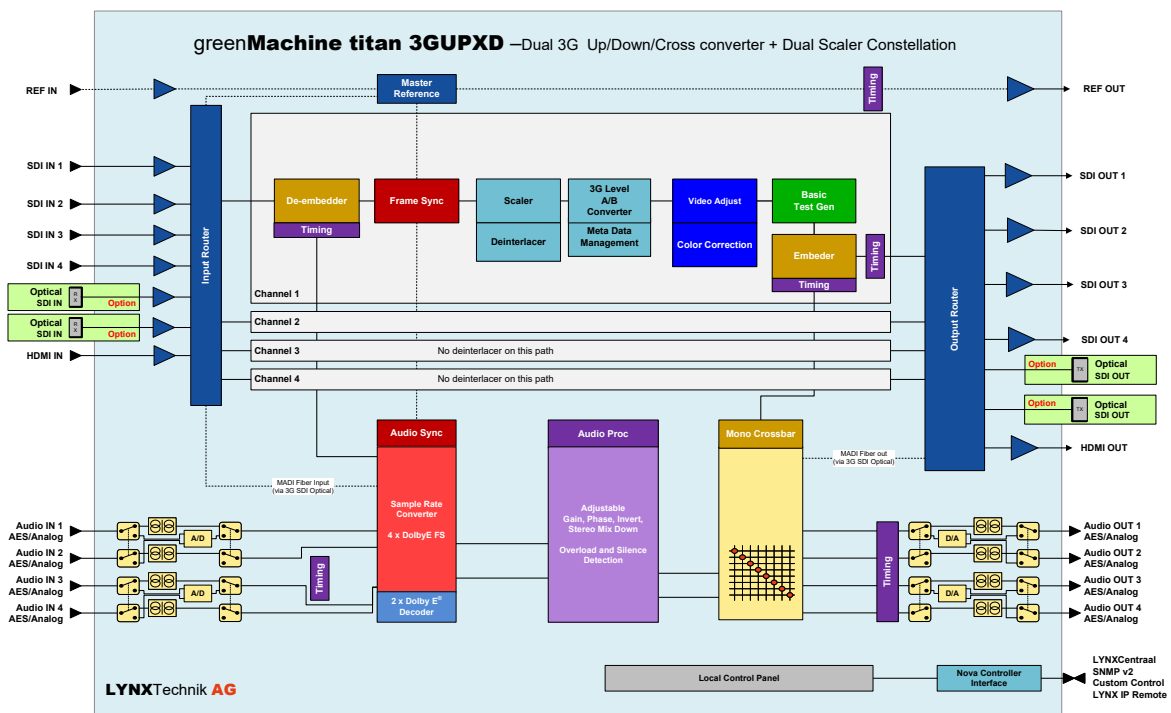 greenMachine titan 3GUPXD –Dual 3G Up/Down/Cross converter + Dual Scaler Constellation
REF IN
Master
Reference
Timing
REF OUT
SDI IN 1
SDI IN 2
SDI IN 3
SDI IN 4
Optical
SDI IN
RX
Option
Optical
SDI IN
RX
Option
HDMI IN
Input Router
De-embedder
Timing
Frame Sync
Scaler
Deinterlacer
3G Level
A/B
Converter
Meta Data
Management
Video Adjust
Color Correction
Basic
Test Gen
Embeder
Timing
Timing
Channel 1
Channel 2
Channel 3
No deinterlacer on this path
Channel 4
No deinterlacer on this path
Output Router
SDI OUT 1
SDI OUT 2
SDI OUT 3
SDI OUT 4
Option
TX
Optical
SDI OUT
Option
TX
Optical
SDI OUT
HDMI OUT
MADI Fiber Input
(via 3G SDI Optical)
Audio Sync
Sample Rate
Converter
4 x DolbyE FS
2 x Dolby E®
Decoder
Audio Proc
Adjustable
Gain, Phase, Invert,
Stereo Mix Down
Overload and Silence
Detection
Mono Crossbar
MADI Fiber out
(via 3G SDI Optical)
Audio IN 1
AES/Analog
Audio IN 2
AES/Analog
Audio IN 3
AES/Analog
Audio IN 4
AES/Analog
A/D
A/D
Timing
Timing
D/A
D/A
Audio OUT 1
AES/Analog
Audio OUT 2
AES/Analog
Audio OUT 3
AES/Analog
Audio OUT 4
AES/Analog
LYNXTechnik AG
Local Control Panel
Nova Controller
Interface
LYNXCentraal
SNMP v2
Custom Control
LYNX IP Remote